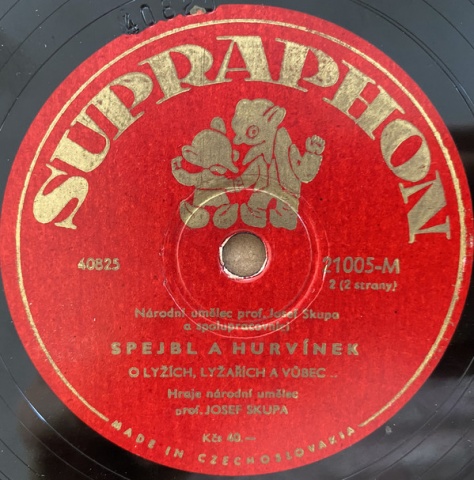 SUPRAPHON
40825
21005-M
2 (2 strany)
Národní umělec prof. Josef Skupa
a spolupracovníci
SPEJBL A HURVÍNEK
O LYŽÍCH, LYŽAŘÍCH A VŮBEC ..
Hraje národní umělec
prof. JOSEF SKUPA
Kčs 40.—
MADE IN CZECHOSLOVAKIA